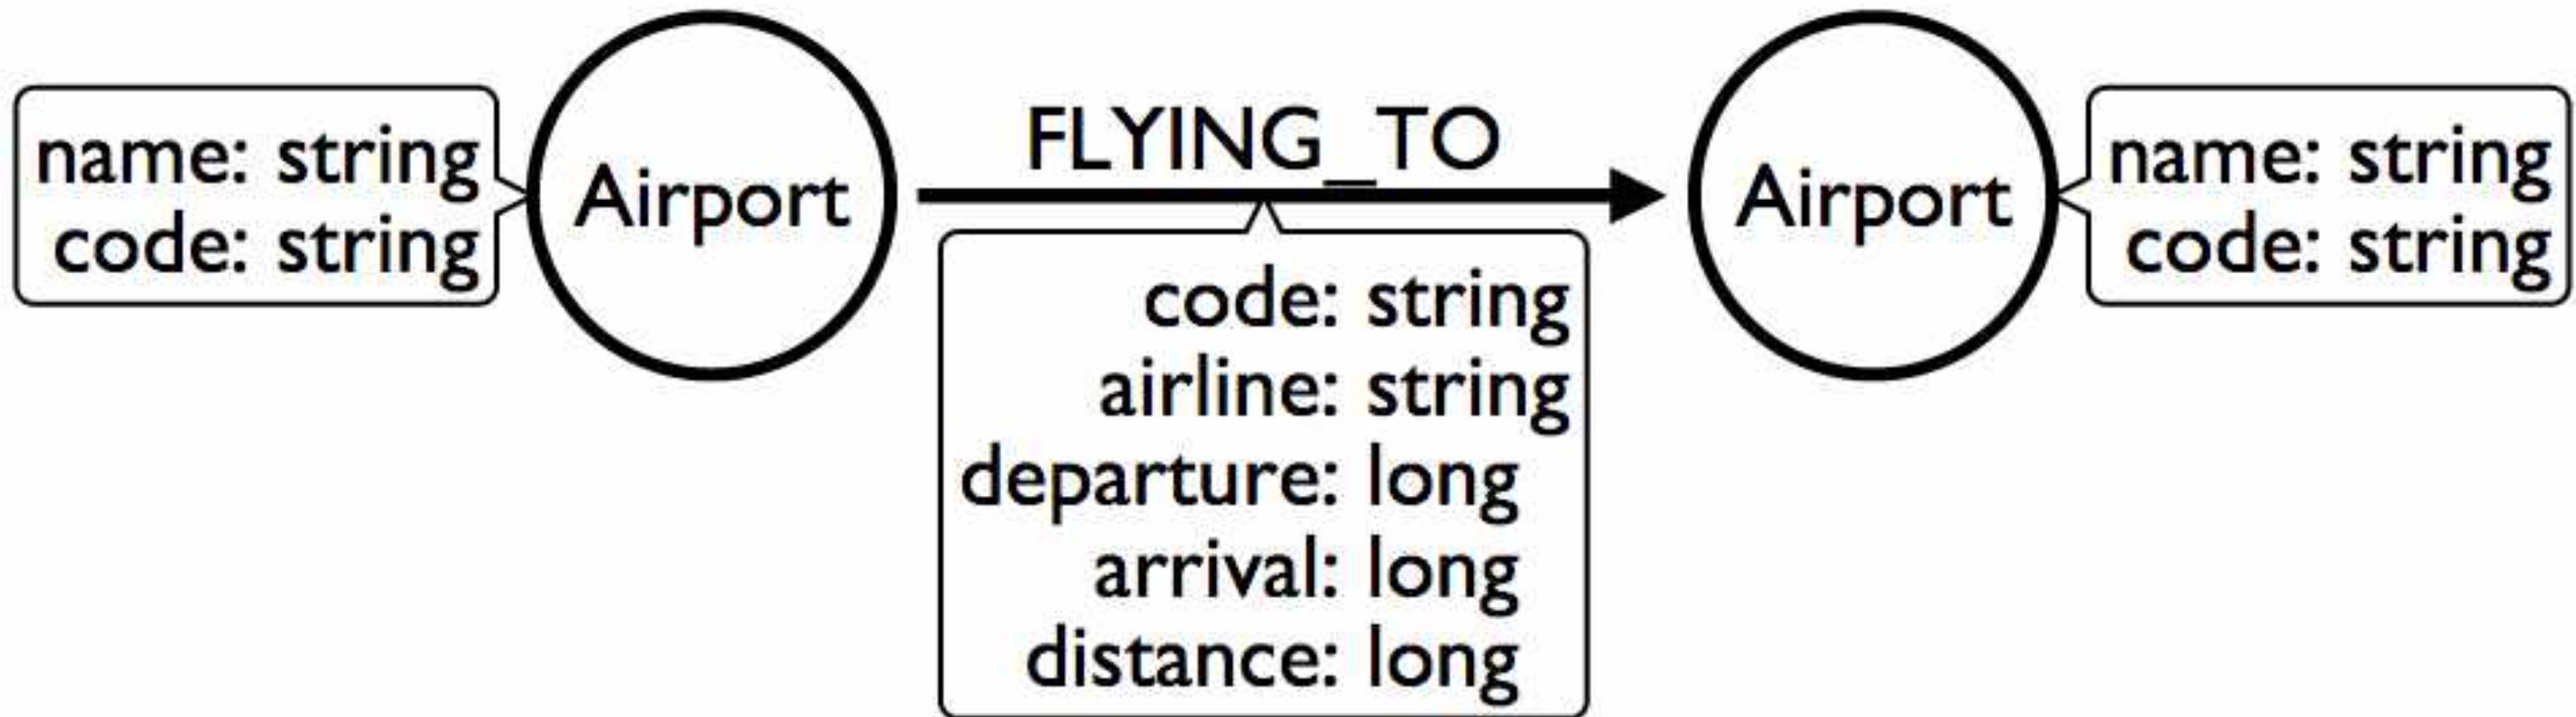 name: string
code: string
Airport
FLYING_TO
code: string
airline: string
departure: long
arrival: long
distance: long
Airport
name: string
code: string